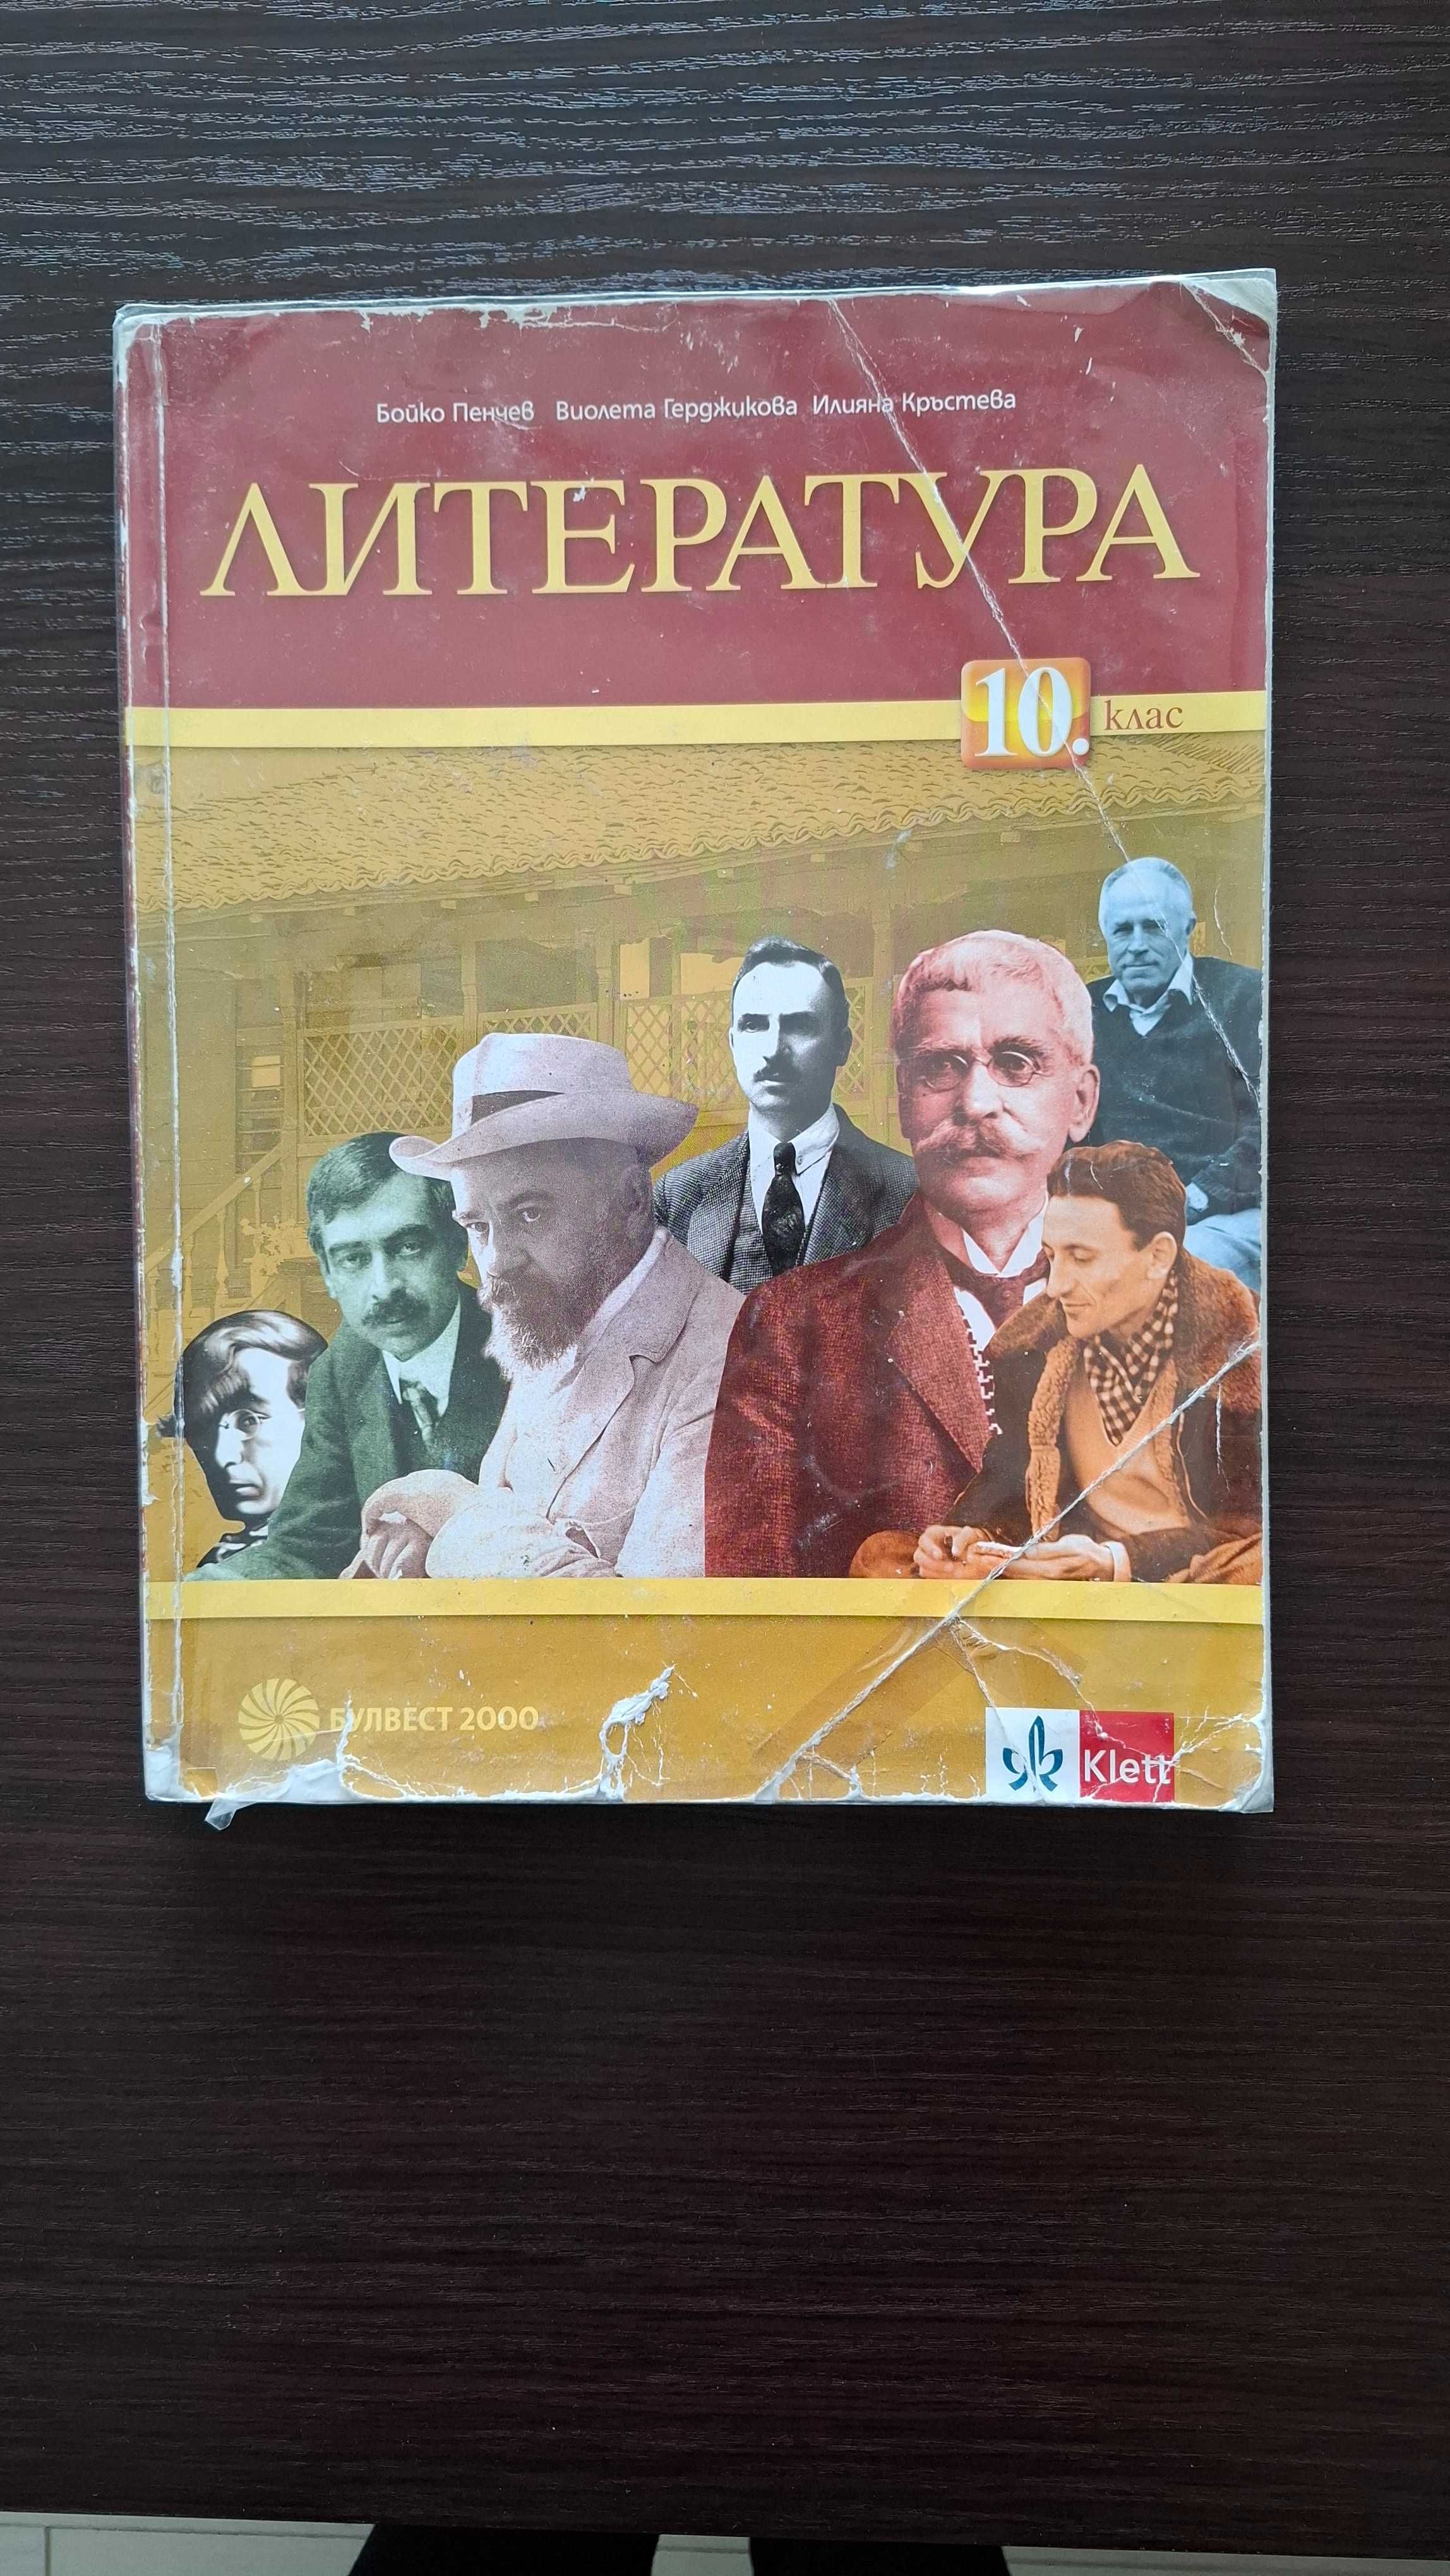 Бойко Пенчев Виолета Герджикова Илияна Кръстева
ЛИТЕРАТУРА
10. клас
БУЛВЕСТ 2000
Klett